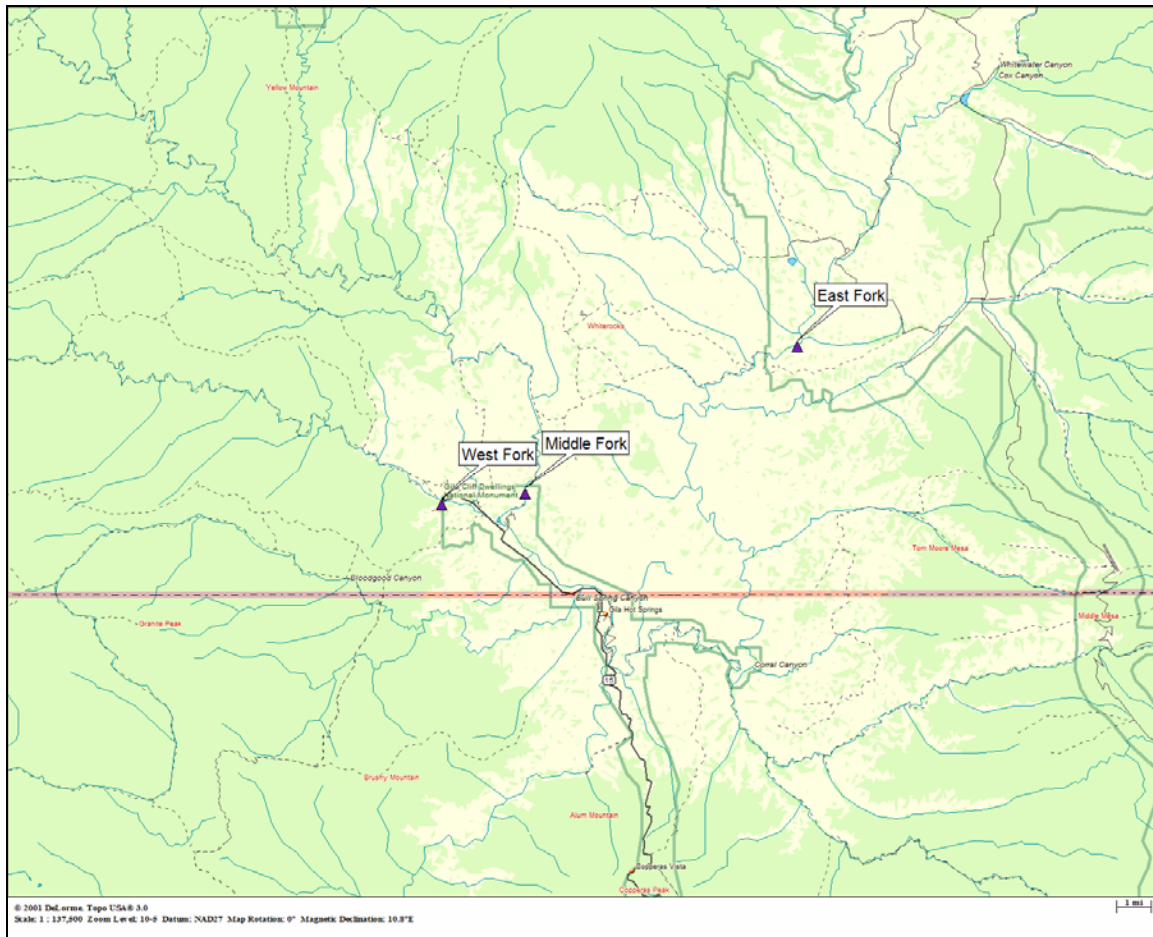 Whitewater Canyon
Cox Canyon
Yellow Mountain
East Fork
Whiterocks
Middle Fork
West Fork
Gila Cliff Dwellings
National Monument
Tom Moore Mesa
Bloodgood Canyon
Burr Spring Canyon
Gila Hot Springs
Granite Peak
Middle Mesa
Corral Canyon
15
Brushy Mountain
Alum Mountain
Copperas Vista
Copperas Peak
© 2001 DeLorme. Topo USA® 3.0
Scale: 1 : 137,500 Zoom Level: 10-5 Datum: NAD27 Map Rotation: 0° Magnetic Declination: 10.8°E
1 mi